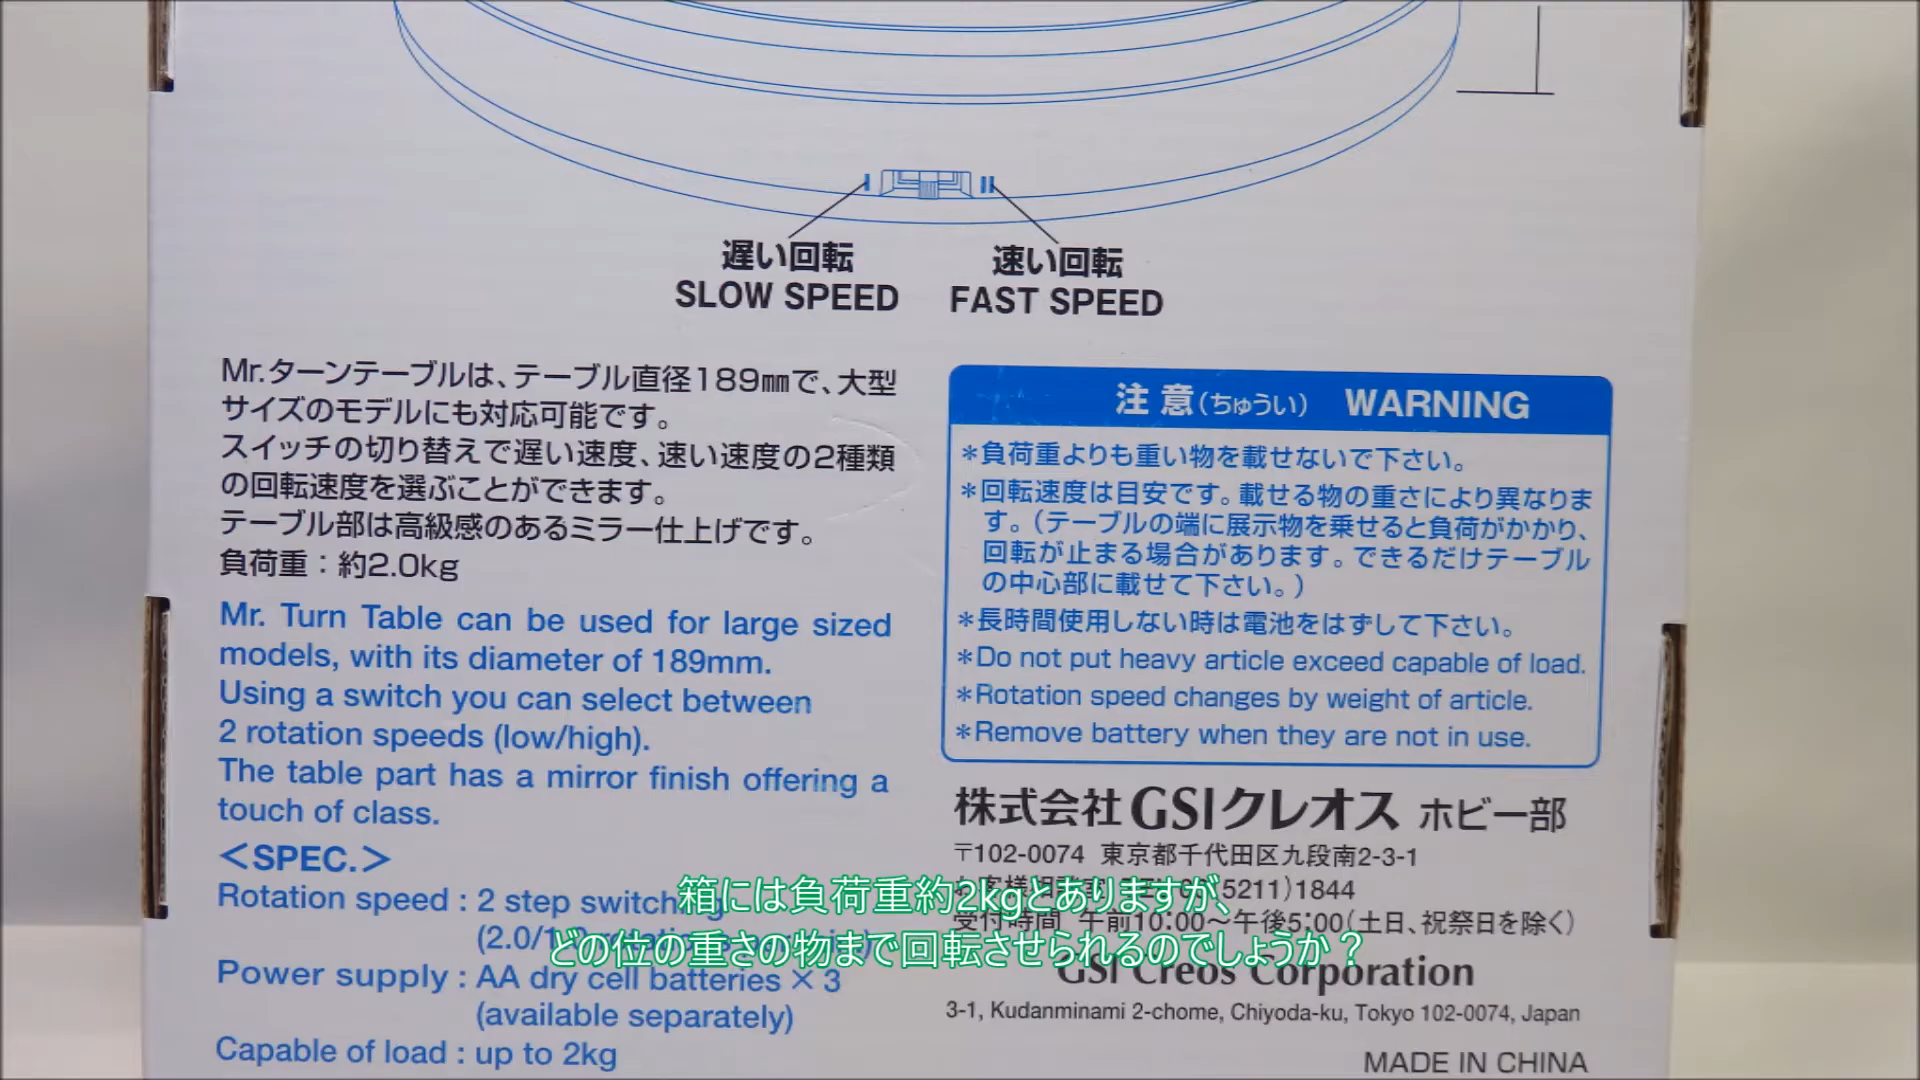 遅い回転
SLOW SPEED
速い回転
FAST SPEED
Mr.ターンテーブルは、テーブル直径189㎜で、大型
サイズのモデルにも対応可能です。
スイッチの切り替えで遅い速度、速い速度の2種類
の回転速度を選ぶことができます。
テーブル部は高級感のあるミラー仕上げです。
負荷重：約2.0kg
Mr. Turn Table can be used for large sized
models, with its diameter of 189mm.
Using a switch you can select between
2 rotation speeds (low/high).
The table part has a mirror finish offering a
touch of class.
＜SPEC.＞
Rotation speed : 2 step switching
(2.0/
Power supply : AA dry cell batteries × 3
(available separately)
Capable of load : up to 2kg
注意(ちゅうい) WARNING
＊負荷重よりも重い物を載せないで下さい。
＊回転速度は目安です。載せる物の重さにより異なりま
す。(テーブルの端に展示物を乗せると負荷がかかり、
回転が止まる場合があります。できるだけテーブル
の中心部に載せて下さい。)
＊長時間使用しない時は電池をはずして下さい。
＊Do not put heavy article exceed capable of load.
＊Rotation speed changes by weight of article.
＊Remove battery when they are not in use.
株式会社GSIクレオス ホビー部
〒102-0074 東京都千代田区九段南2-3-1
5211)1844
受付時間 午前10:00～午後5:00(土日、祝祭日を除く)
GSI Creos Corporation
3-1, Kudanminami 2-chome, Chiyoda-ku, Tokyo 102-0074, Japan
MADE IN CHINA
箱には負荷重約2kgとありますが、
どの位の重さの物まで回転させられるのでしょうか？